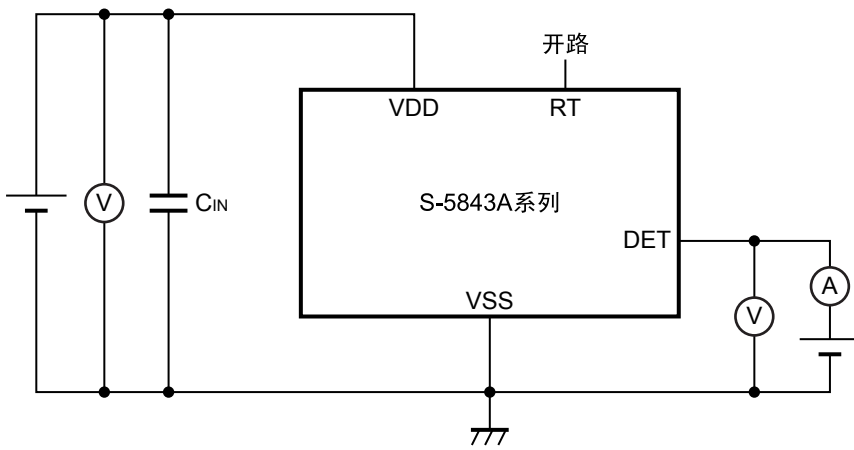 开路
VDD
RT
V
CIN
S-5843A系列
DET
A
VSS
V